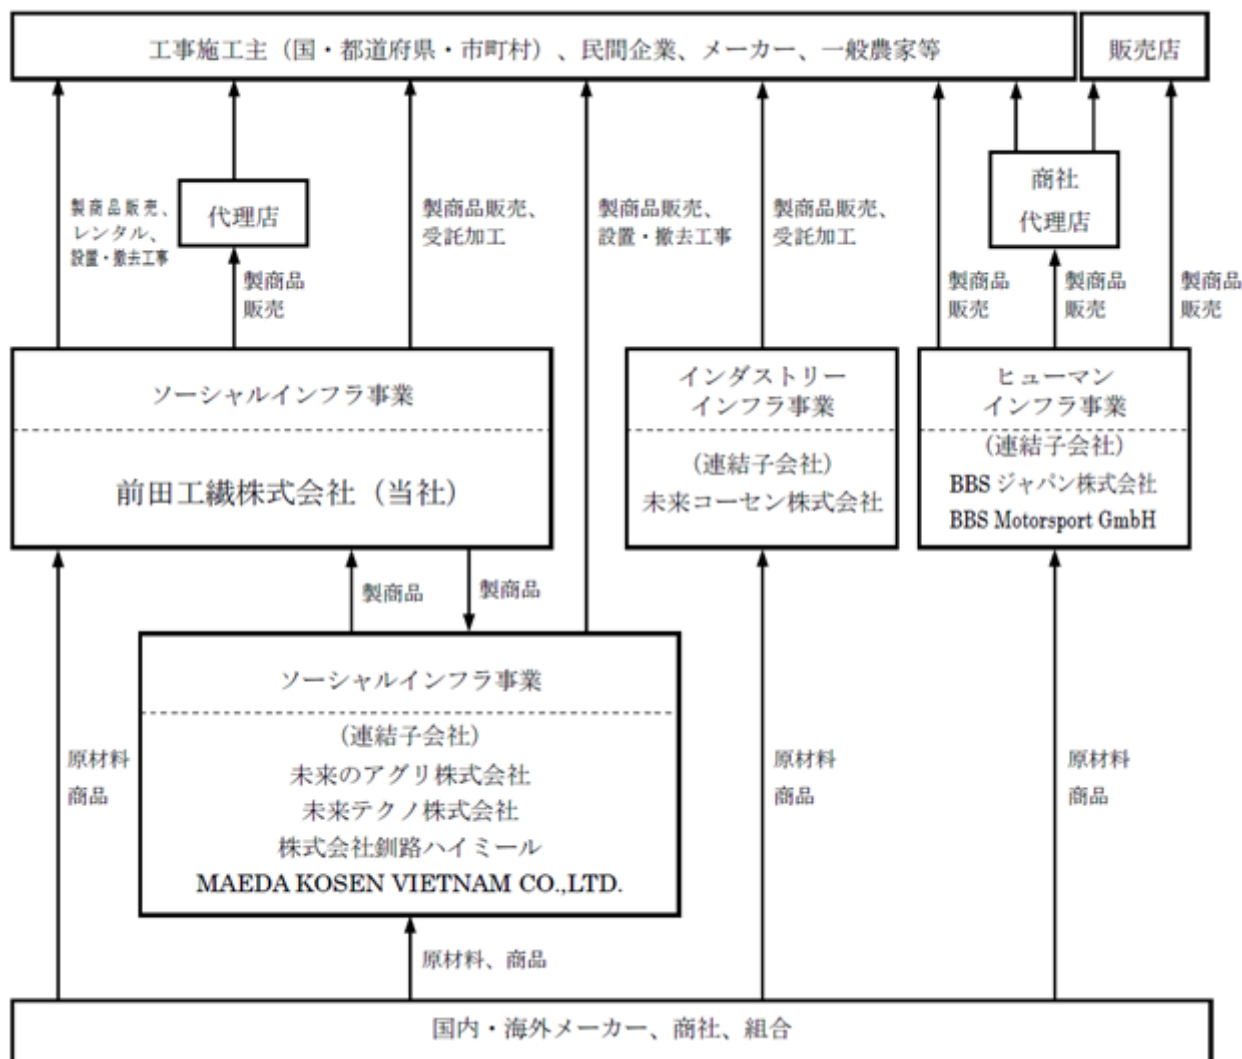 工事施工主（国・都道府県・市町村）、民間企業、メーカー、一般農家等
販売店
製商品販売、
レンタル、
設置・撤去工事
代理店
製商品
販売
製商品販売、
受託加工
製商品販売、
設置・撤去工事
製商品販売、
受託加工
製商品
販売
商社
代理店
製商品
販売
製商品
販売
ソーシャルインフラ事業
前田工繊株式会社（当社）
インダストリー
インフラ事業
（連結子会社）
未来コーセン株式会社
ヒューマン
インフラ事業
（連結子会社）
BBS ジャパン株式会社
BBS Motorsport GmbH
製商品
製商品
ソーシャルインフラ事業
（連結子会社）
未来のアグリ株式会社
未来テクノ株式会社
株式会社釧路ハイミール
MAEDA KOSEN VIETNAM CO.,LTD.
原材料
商品
原材料、商品
原材料
商品
原材料
商品
国内・海外メーカー、商社、組合